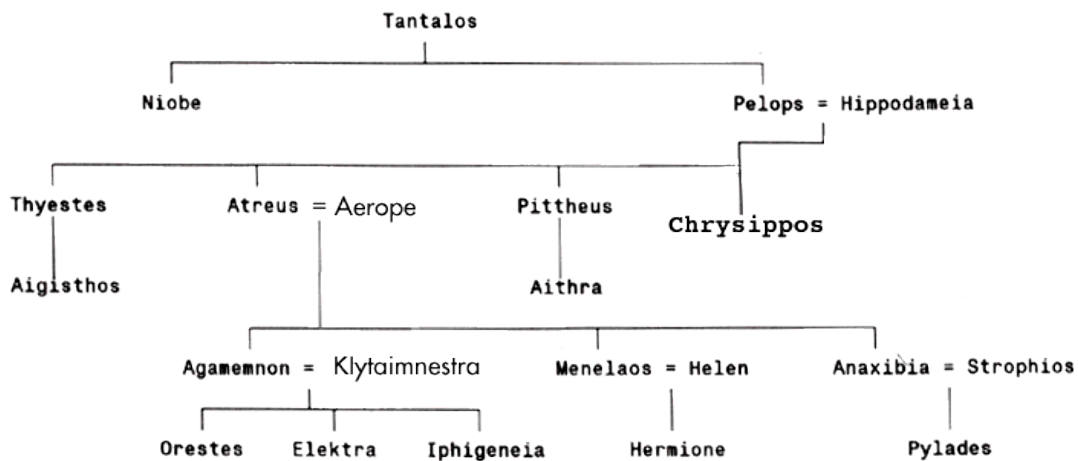 Tantalos
Niobe Pelops = Hippodameia
Thyestes Atreus = Aerope Pittheus Chrysippos
Aigisthos Aithra
Agamemnon = Klytaimnestra Menelaos = Helen Anaxibia = Strophios
Orestes Elektra Iphigeneia Hermione Pylades